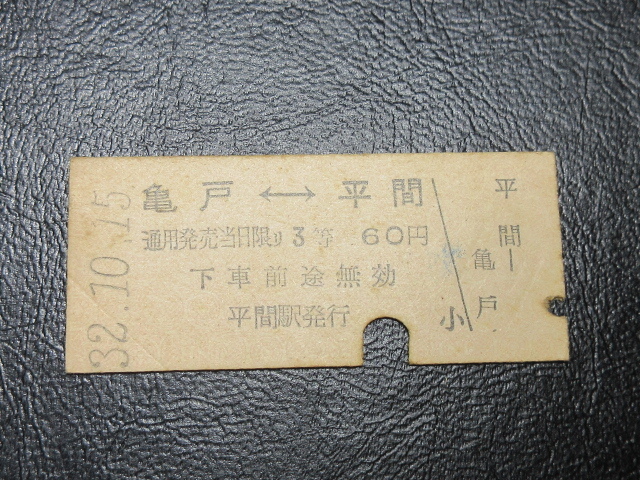 32.10.15
亀戸⟷平間
通用発売当日限り 3等 60円
下車前途無効
平間駅発行
小
平間―
亀戸